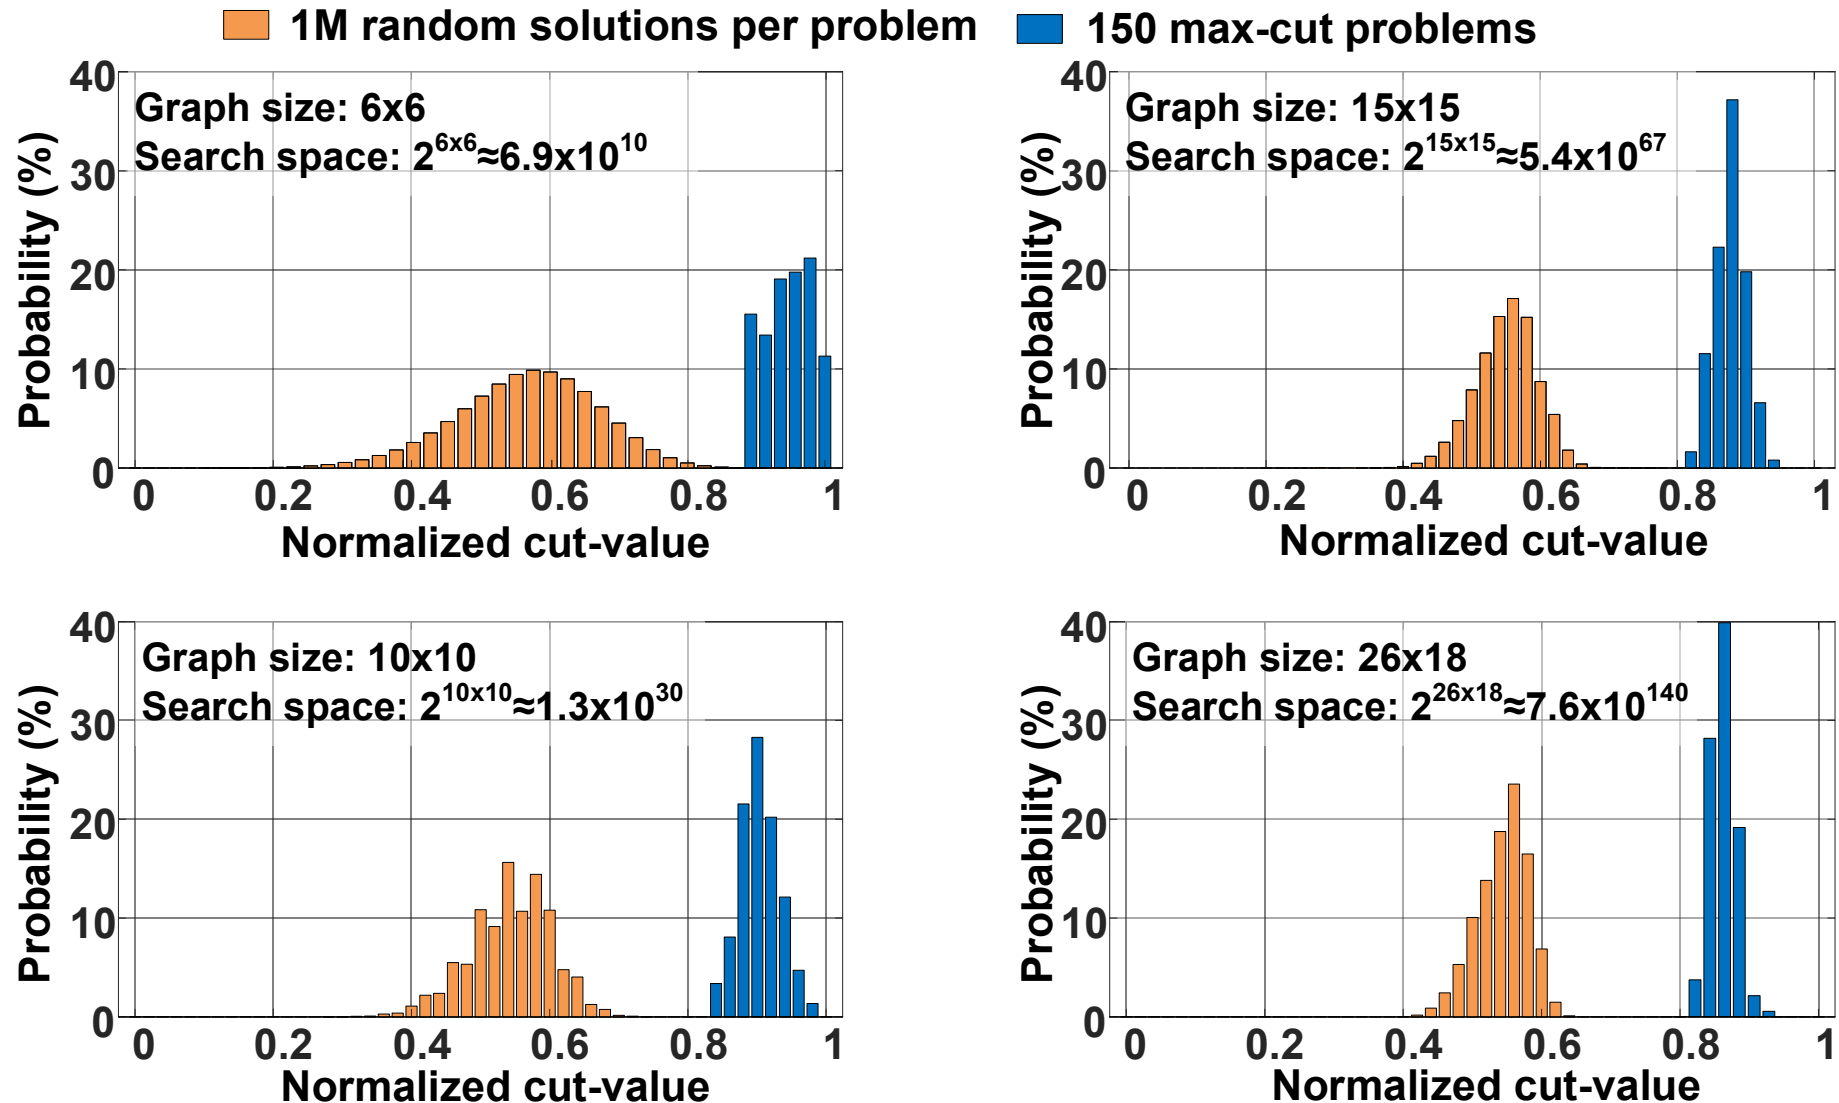 1M random solutions per problem
150 max-cut problems
Graph size: 6x6
Search space: 2^6x6≈6.9x10^10
Probability (%)
40
30
20
10
0
0 0.2 0.4 0.6 0.8 1
Normalized cut-value
Graph size: 15x15
Search space: 2^15x15≈5.4x10^67
Probability (%)
40
30
20
10
0
0 0.2 0.4 0.6 0.8 1
Normalized cut-value
Graph size: 10x10
Search space: 2^10x10≈1.3x10^30
Probability (%)
40
30
20
10
0
0 0.2 0.4 0.6 0.8 1
Normalized cut-value
Graph size: 26x18
Search space: 2^26x18≈7.6x10^140
Probability (%)
40
30
20
10
0
0 0.2 0.4 0.6 0.8 1
Normalized cut-value